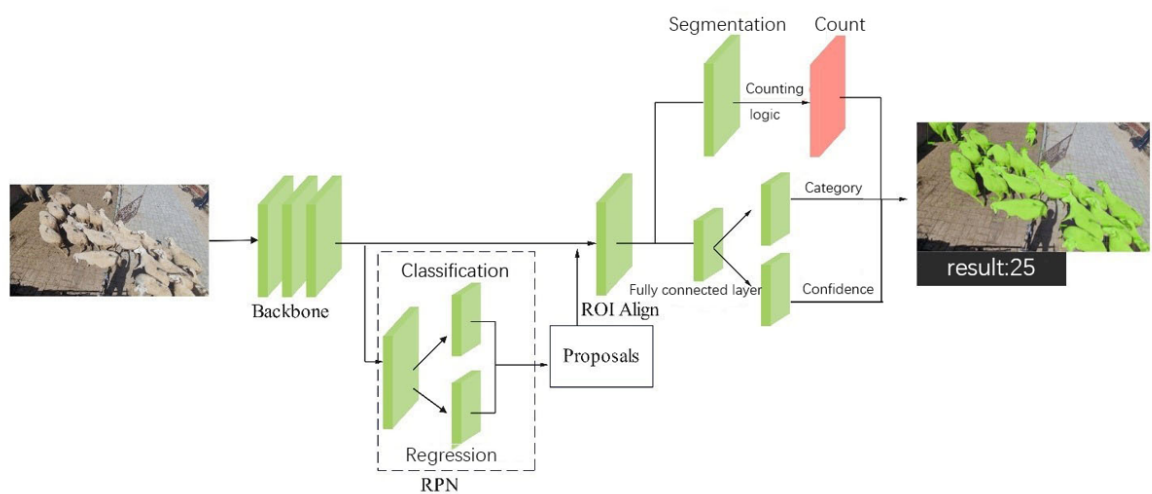 Segmentation
Count
Counting
logic
Category
Classification
Fully connected layer
Confidence
result:25
Backbone
ROI Align
Proposals
Regression
RPN